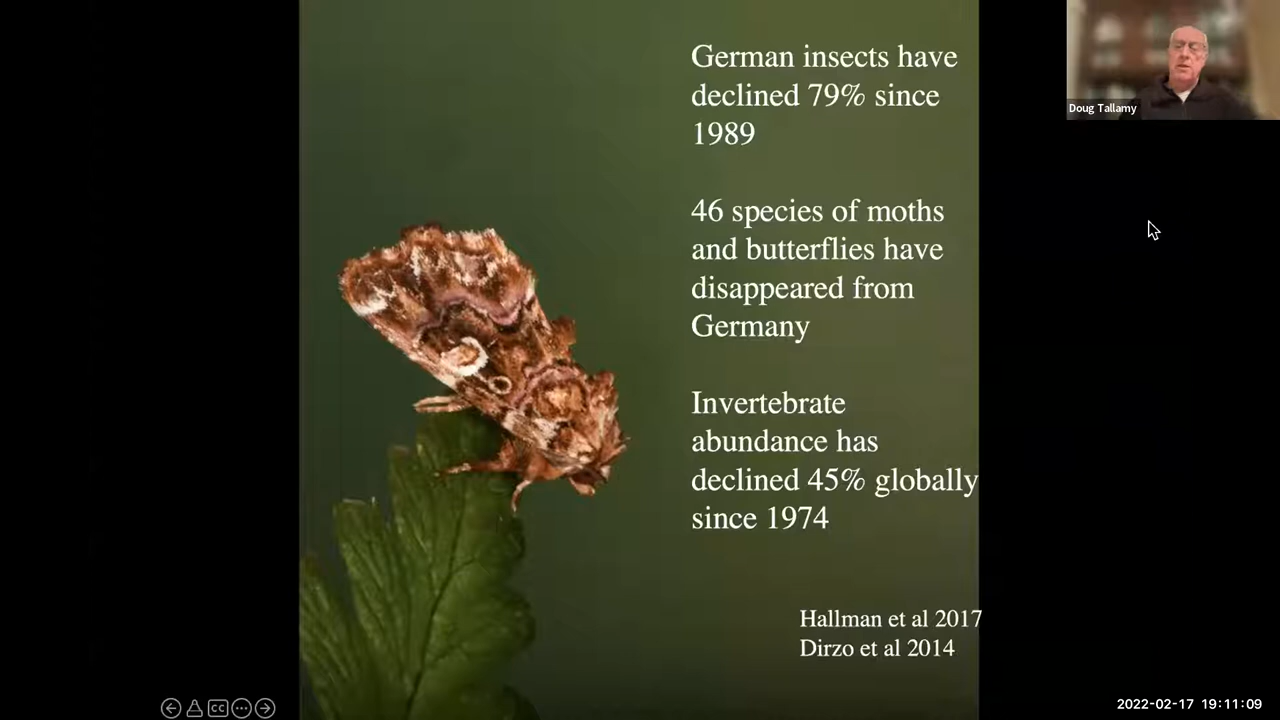 German insects have
declined 79% since
1989
46 species of moths
and butterflies have
disappeared from
Germany
Invertebrate
abundance has
declined 45% globally
since 1974
Hallman et al 2017
Dirzo et al 2014
Doug Tallamy
CC
2022-02-17 19:11:09